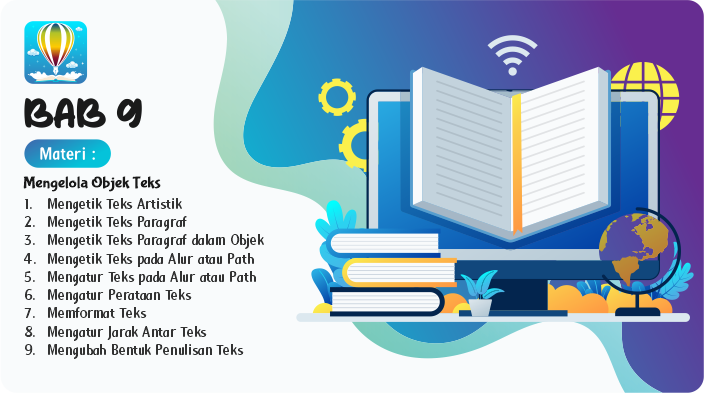 BAB 9
Materi :
Mengelola Objek Teks
1. Mengetik Teks Artistik
2. Mengetik Teks Paragraf
3. Mengetik Teks Paragraf dalam Objek
4. Mengetik Teks pada Alur atau Path
5. Mengatur Teks pada Alur atau Path
6. Mengatur Perataan Teks
7. Memformat Teks
8. Mengatur Jarak Antar Teks
9. Mengubah Bentuk Penulisan Teks